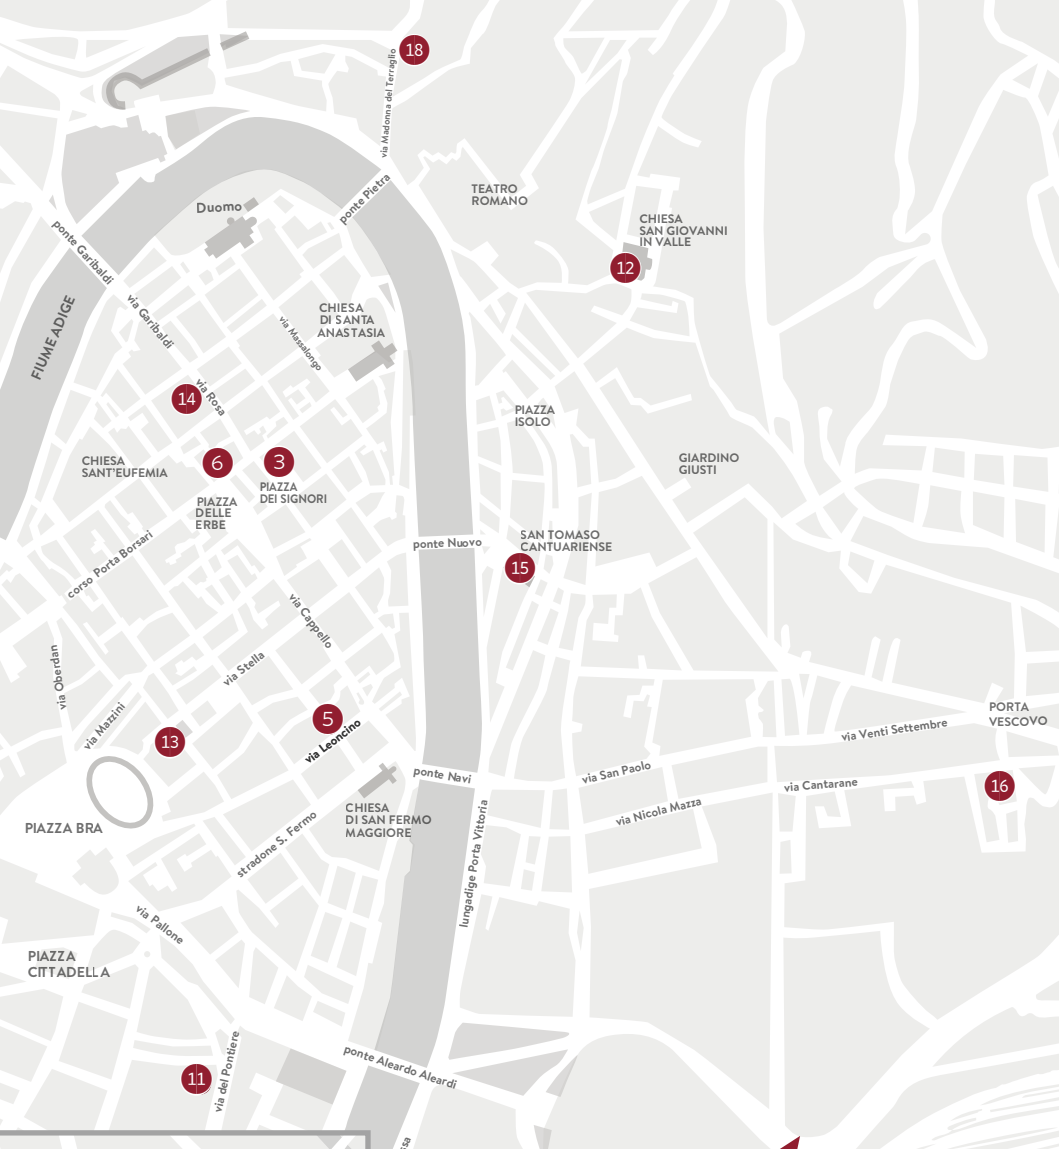 18
via Madonna del Terraglio
TEATRO
ROMANO
ponte Pietra
Duomo
CHIESA
SAN GIOVANNI
IN VALLE
12
ponte Garibaldi
FIUME ADIGE
via Garibaldi
CHIESA
DI SANTA
ANASTASIA
via Massalongo
14
via Rosa
PIAZZA
ISOLO
CHIESA
SANT'EUFEMIA
6
3
PIAZZA
DEI SIGNORI
PIAZZA
DELLE
ERBE
GIARDINO
GIUSTI
corso Porta Borsari
ponte Nuovo
SAN TOMASO
CANTUARIENSE
15
via Cappello
via Oberdan
via Stella
via Mazzini
13
5
via Leoncino
PORTA
VESCOVO
via Venti Settembre
ponte Navi
via San Paolo
via Cantarane
16
via Nicola Mazza
PIAZZA BRA
CHIESA
DI SAN FERMO
MAGGIORE
stradone S. Fermo
lungadige Porta Vittoria
via Pallone
PIAZZA
CITTADELLA
via del Pontiere
11
ponte Aleardo Aleardi
ssa